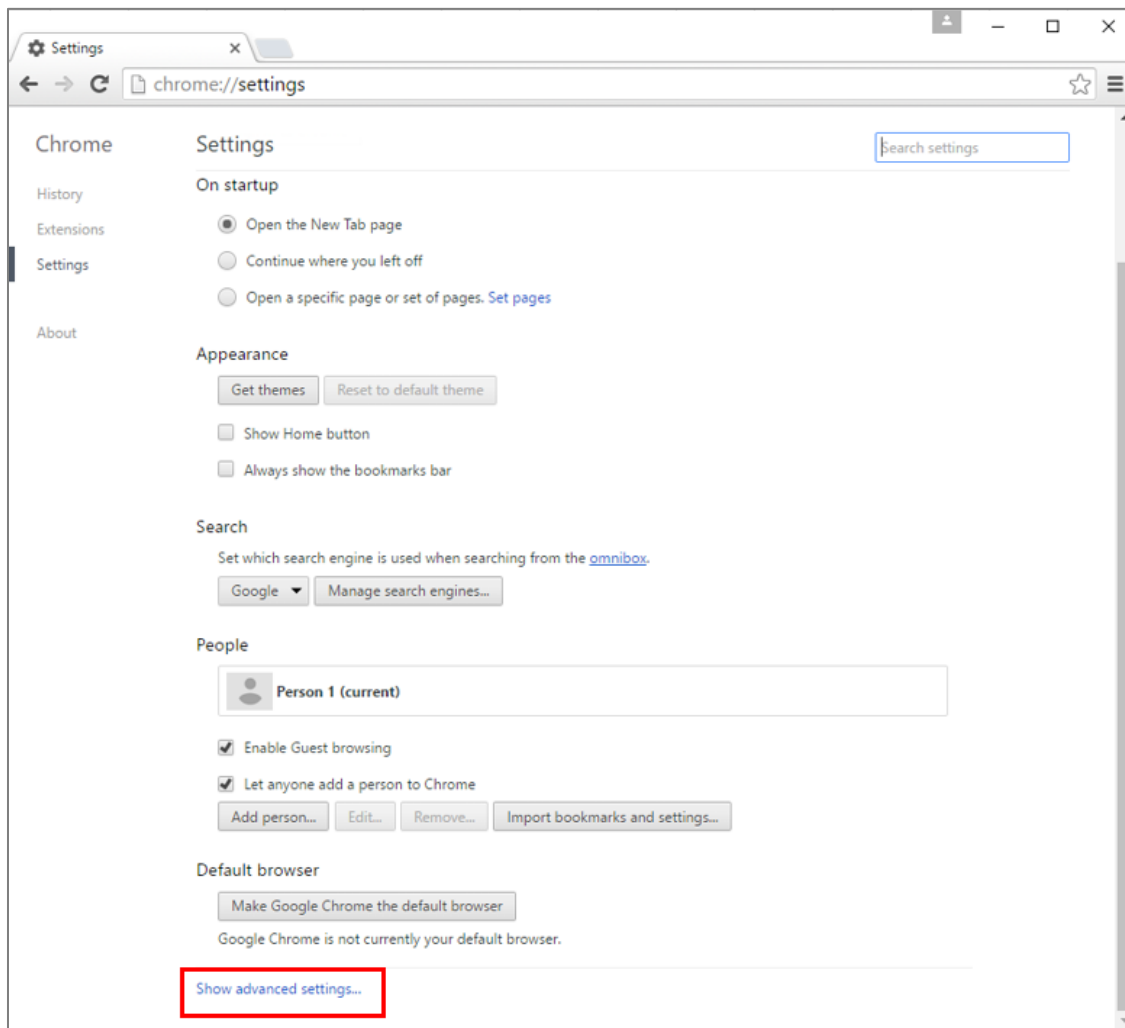 Settings
chrome://settings
Chrome
Settings
Search settings
History
Extensions
Settings
About
On startup
Open the New Tab page
Continue where you left off
Open a specific page or set of pages. Set pages
Appearance
Get themes
Reset to default theme
Show Home button
Always show the bookmarks bar
Search
Set which search engine is used when searching from the omnibox.
Google
Manage search engines...
People
Person 1 (current)
Enable Guest browsing
Let anyone add a person to Chrome
Add person...
Edit...
Remove...
Import bookmarks and settings...
Default browser
Make Google Chrome the default browser
Google Chrome is not currently your default browser.
Show advanced settings...